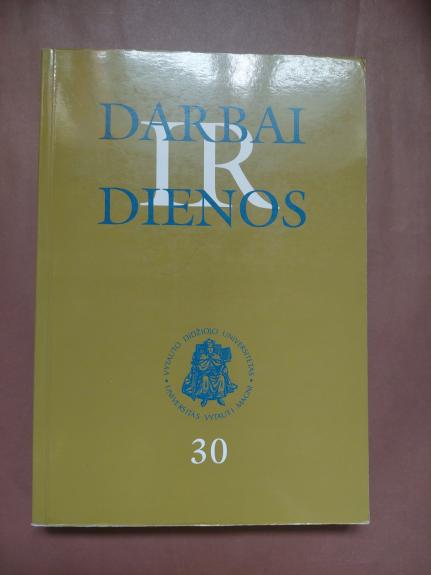 DARBAI
IR
DIENOS
VYTAUTO DIDŽIOJO UNIVERSITETAS
UNIVERSITAS VYTAUTI MAGNI
30